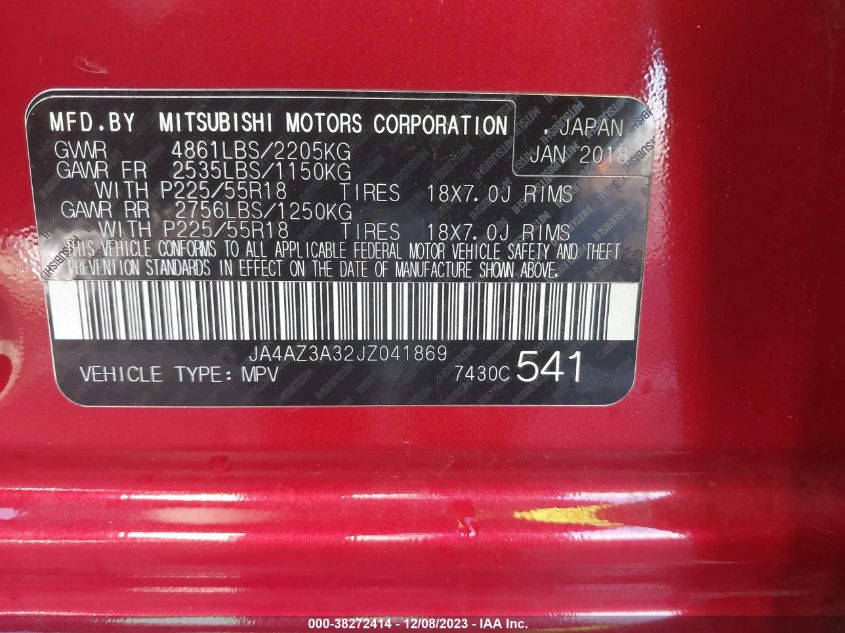 MFD.BY MITSUBISHI MOTORS CORPORATION , JAPAN
GVWR 4861LBS/2205KG JAN 2018
GAWR FR 2535LBS/1150KG
WITH P225/55R18 TIRES 18X7.0J RIMS
GAWR RR 2756LBS/1250KG
WITH P225/55R18 TIRES 18X7.0J RIMS
THIS VEHICLE CONFORMS TO ALL APPLICABLE FEDERAL MOTOR VEHICLE SAFETY AND THEFT
PREVENTION STANDARDS IN EFFECT ON THE DATE OF MANUFACTURE SHOWN ABOVE.
JA4AZ3A32JZ041869
VEHICLE TYPE: MPV 7430C 541
000-38272414 - 12/08/2023 - IAAI.com